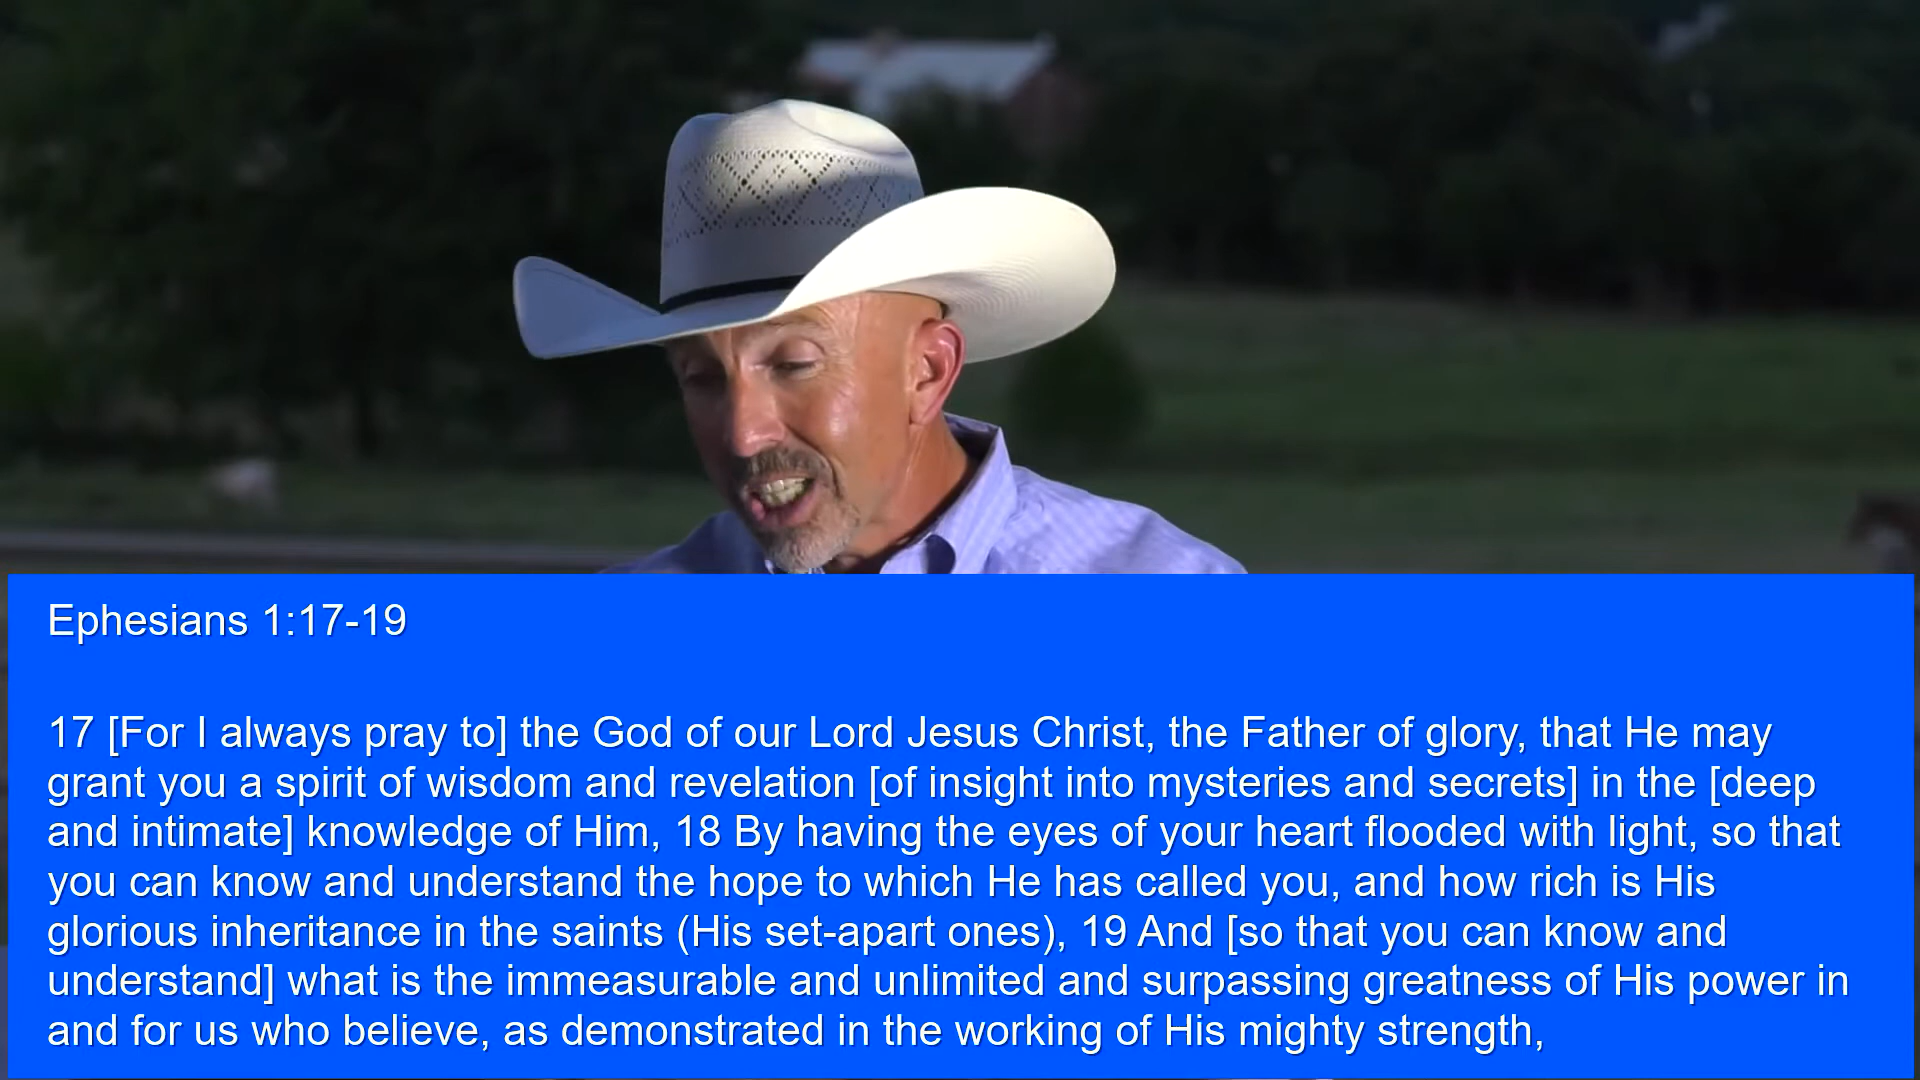 Ephesians 1:17-19
17 [For I always pray to] the God of our Lord Jesus Christ, the Father of glory, that He may
grant you a spirit of wisdom and revelation [of insight into mysteries and secrets] in the [deep
and intimate] knowledge of Him, 18 By having the eyes of your heart flooded with light, so that
you can know and understand the hope to which He has called you, and how rich is His
glorious inheritance in the saints (His set-apart ones), 19 And [so that you can know and
understand] what is the immeasurable and unlimited and surpassing greatness of His power in
and for us who believe, as demonstrated in the working of His mighty strength,